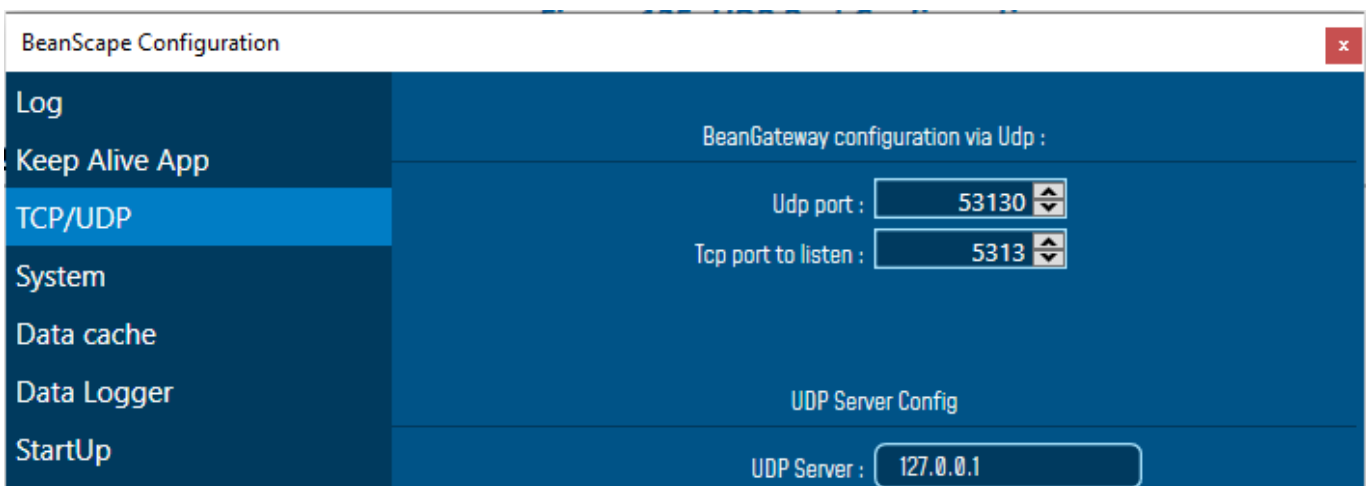 BeanScape Configuration
x
Log
Keep Alive App
TCP/UDP
System
Data cache
Data Logger
StartUp
BeanGateway configuration via Udp :
Udp port : 53130
Tcp port to listen : 5313
UDP Server Config
UDP Server : 127.0.0.1